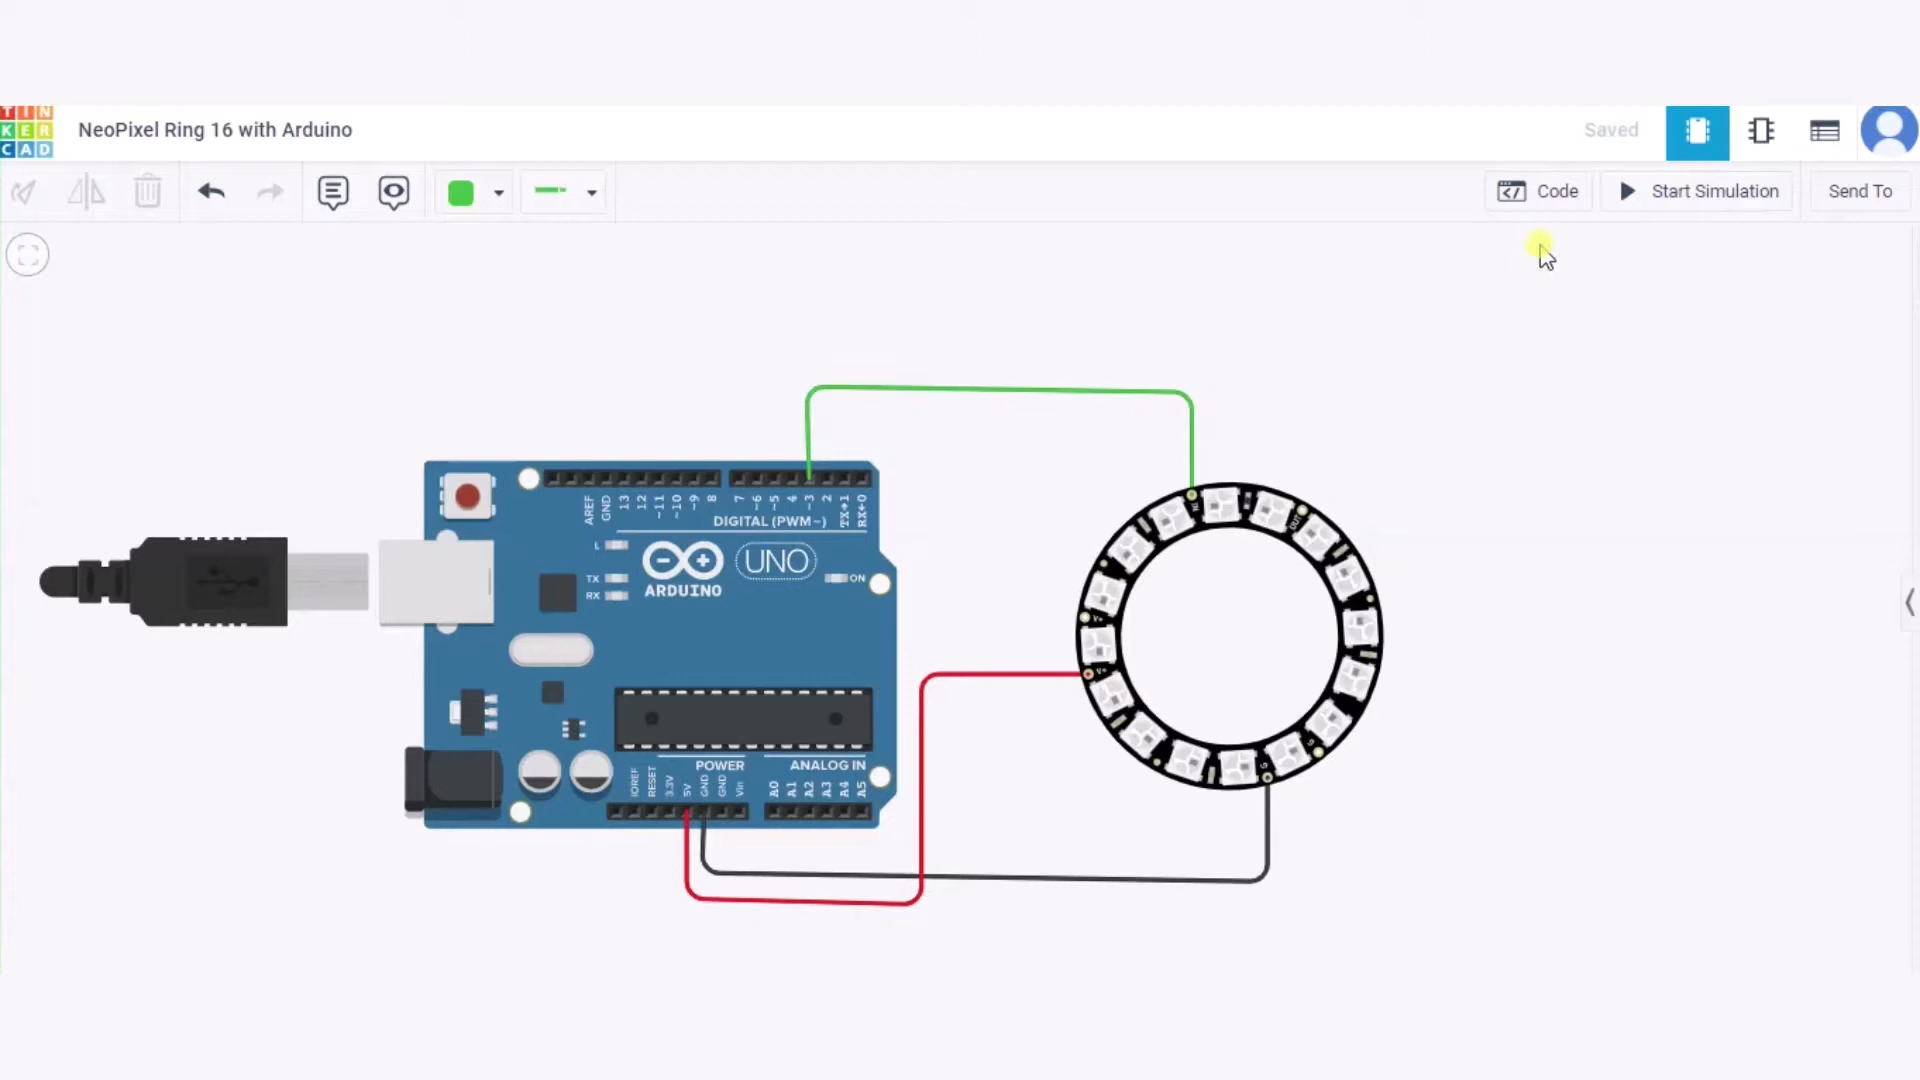 TIN
KER
CAD
NeoPixel Ring 16 with Arduino
Saved
Code
Start Simulation
Send To
AREF
GND
13
12
~11
~10
~9
8
7
~6
~5
4
~3
2
TX→1
RX←0
DIGITAL (PWM~)
L
TX
RX
ARDUINO
UNO
ON
POWER
ANALOG IN
IOREF
RESET
3.3V
5V
GND
GND
Vin
A0
A1
A2
A3
A4
A5
IN
OUT
V+
V+
G
G